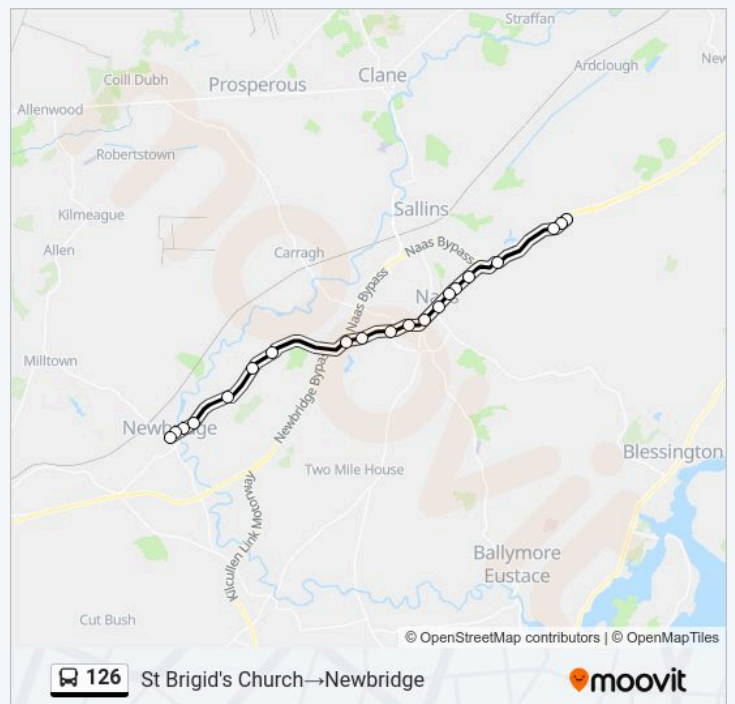 Straffan
Ardclough
New
Coill Dubh
Clane
Prosperous
Allenwood
Robertstown
Kilmeague
Sallins
Allen
Carragh
Naas Bypass
Naas Bypass
Naas
Milltown
Newbridge Bypass
Newbridge
Blessington
Two Mile House
Kilcullen Link Motorway
Ballymore
Eustace
Cut Bush
moovit
© OpenStreetMap contributors | © OpenMapTiles
126 St Brigid's Church→Newbridge
moovit